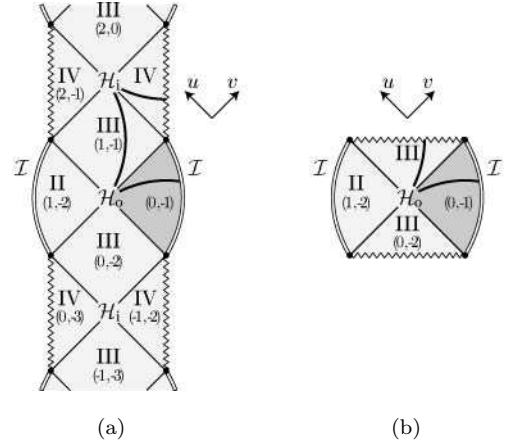 III
(2,0)
IV
(2,-1)
ℋi
IV
u
v
III
(1,-1)
ℐ
II
(1,-2)
ℋo
(0,-1)
ℐ
III
(0,-2)
IV
(0,-3)
ℋi
IV
(-1,-2)
III
(-1,-3)
(a)
u
v
III
ℐ
II
(1,-2)
ℋo
(0,-1)
ℐ
III
(0,-2)
(b)